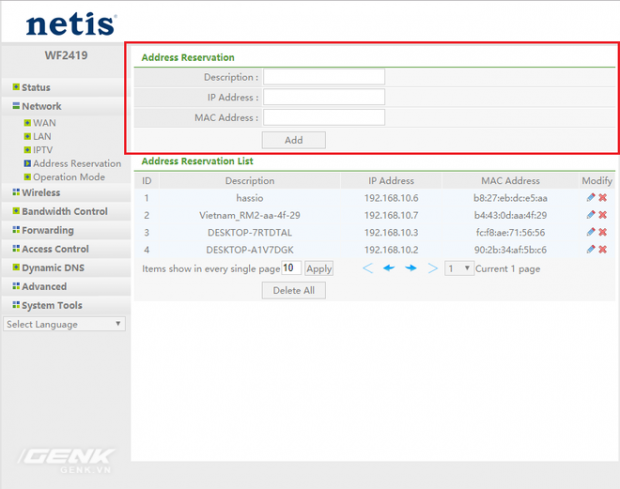 netis
WF2419
Status
Network
WAN
LAN
IPTV
Address Reservation
Operation Mode
Wireless
Bandwidth Control
Forwarding
Access Control
Dynamic DNS
Advanced
System Tools
Select Language
Address Reservation
Description :
IP Address :
MAC Address :
Add
Address Reservation List
ID Description IP Address MAC Address Modify
1 hassio 192.168.10.6 b8:27:eb:dc:e5:aa
2 Vietnam_RM2-aa-4f-29 192.168.10.7 b4:43:0d:aa:4f:29
3 DESKTOP-7RTDTAL 192.168.10.3 fc:f8:ae:71:56:56
4 DESKTOP-A1V7DGK 192.168.10.2 90:2b:34:af:5b:c6
Items show in every single page 10 Apply 1 Current 1 page
Delete All
GENK
GENK.VN